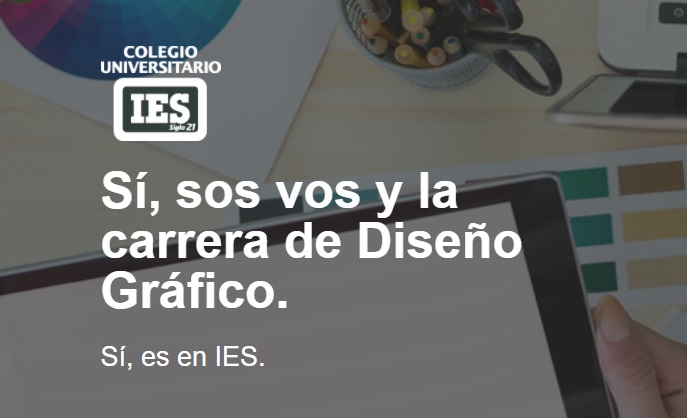 COLEGIO
UNIVERSITARIO
IES
Siglo 21
Sí, sos vos y la
carrera de Diseño
Gráfico.
Sí, es en IES.